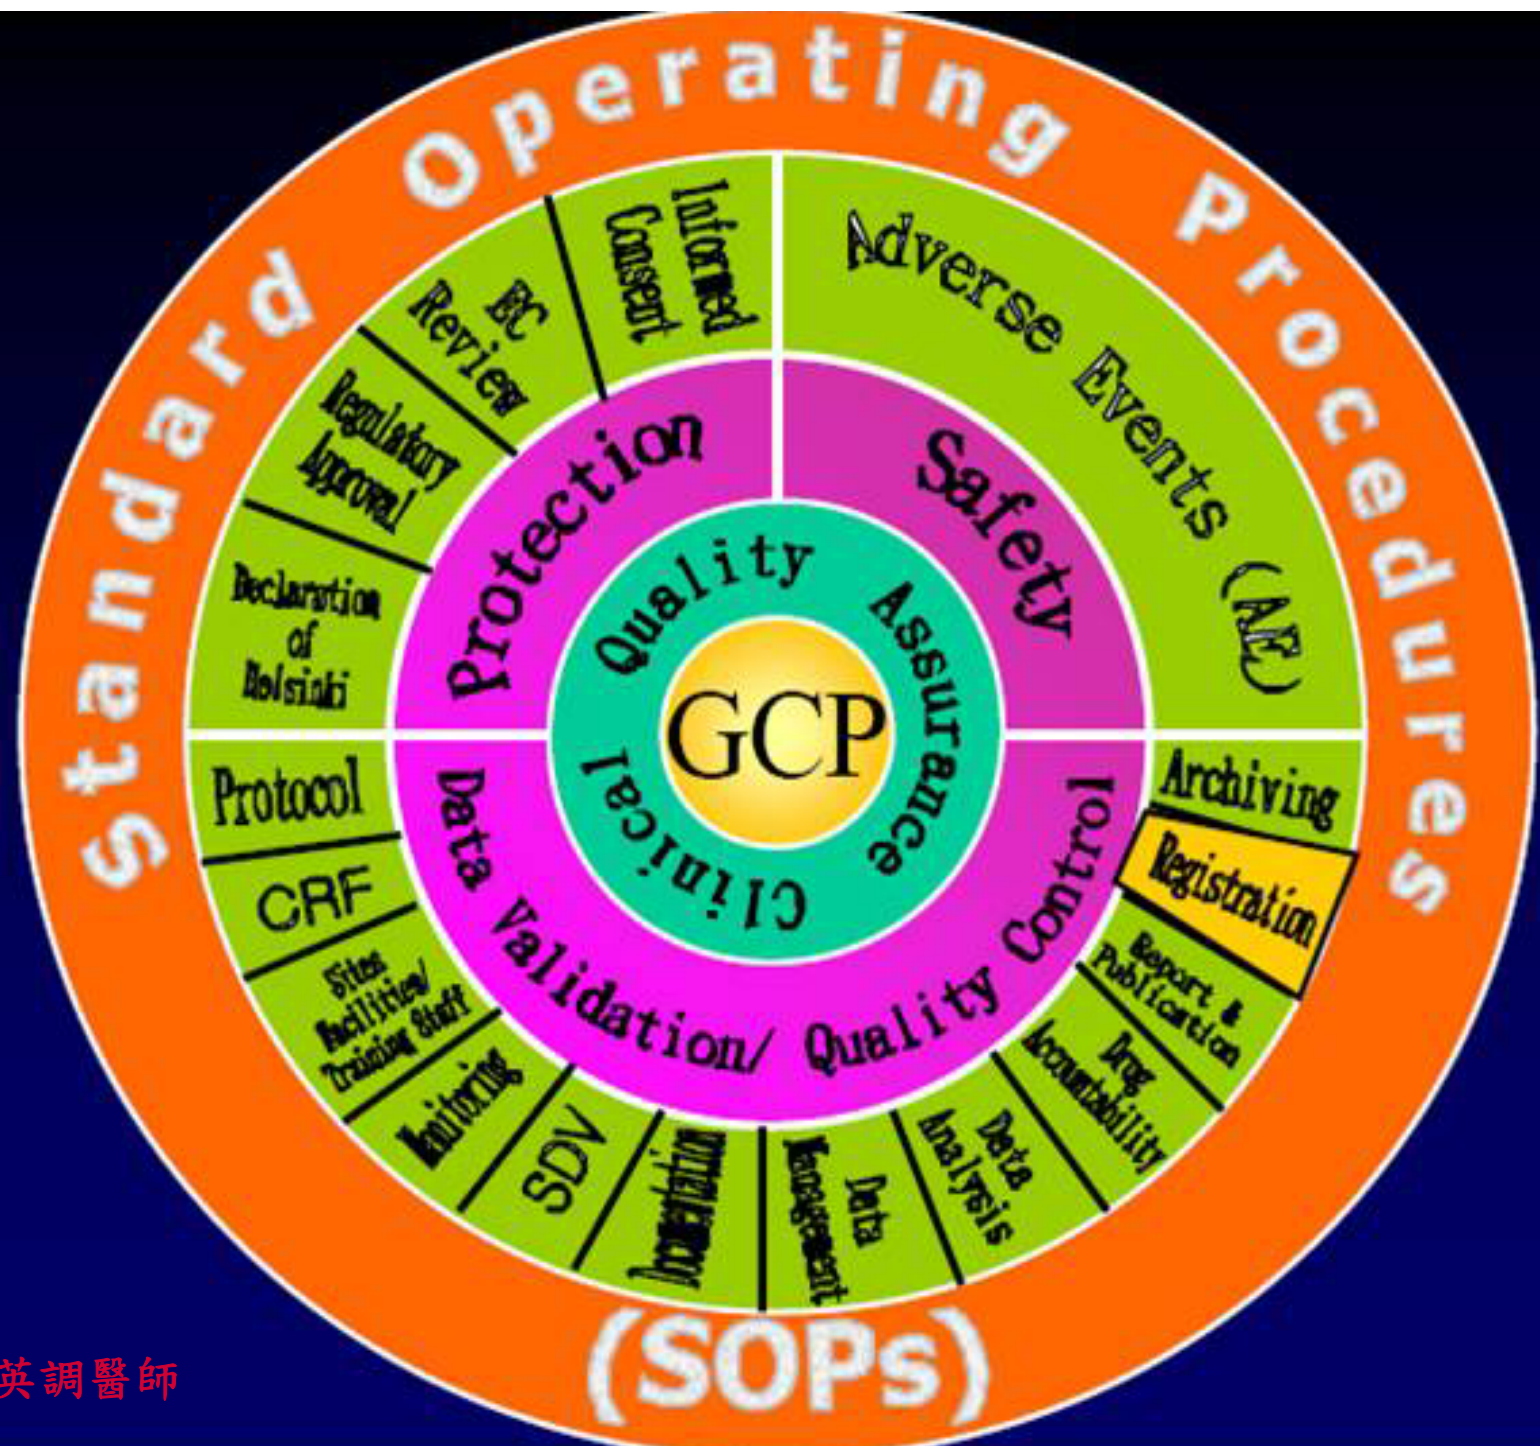 Standard Operating Procedures
(SOPs)
Informed
Consent
EC
Review
Regulatory
Approval
Declaration
of
Helsinki
Adverse Events (AE)
Protection
Safety
Quality Assurance
Clinical
GCP
Data Validation/ Quality Control
Protocol
CRF
Sites
Facilities/
Training Staff
Monitoring
SDV
Documentation
Data
Management
Data
Analysis
Drug
Accountability
Report &
Publication
Registration
Archiving
英調醫師